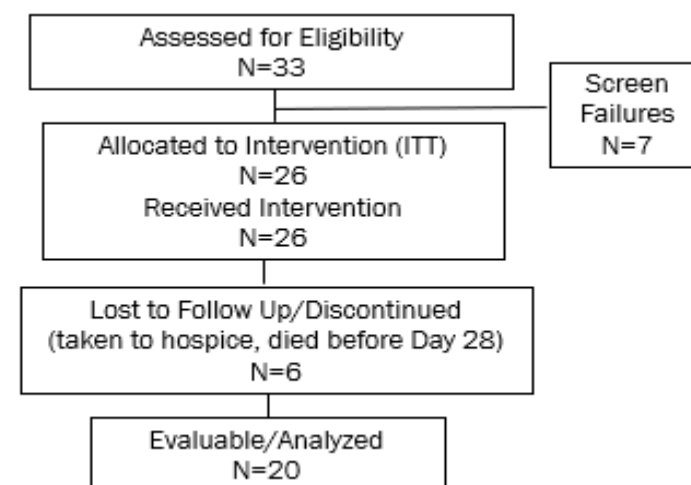 Assessed for Eligibility
N=33
Screen
Failures
N=7
Allocated to Intervention (ITT)
N=26
Received Intervention
N=26
Lost to Follow Up/Discontinued
(taken to hospice, died before Day 28)
N=6
Evaluable/Analyzed
N=20